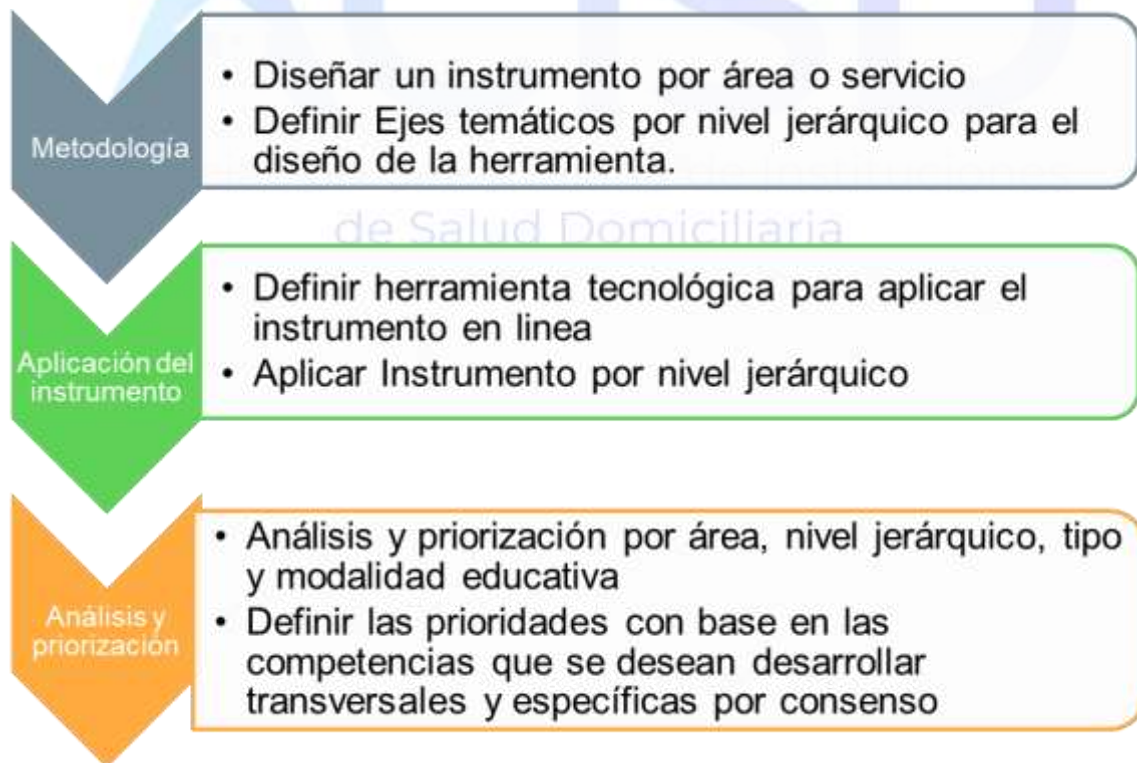 Metodología
• Diseñar un instrumento por área o servicio
• Definir Ejes temáticos por nivel jerárquico para el
diseño de la herramienta.
de Salud Domiciliaria
Aplicación del
instrumento
• Definir herramienta tecnológica para aplicar el
instrumento en linea
• Aplicar Instrumento por nivel jerárquico
Análisis y
priorización
• Análisis y priorización por área, nivel jerárquico, tipo
y modalidad educativa
• Definir las prioridades con base en las
competencias que se desean desarrollar
transversales y específicas por consenso